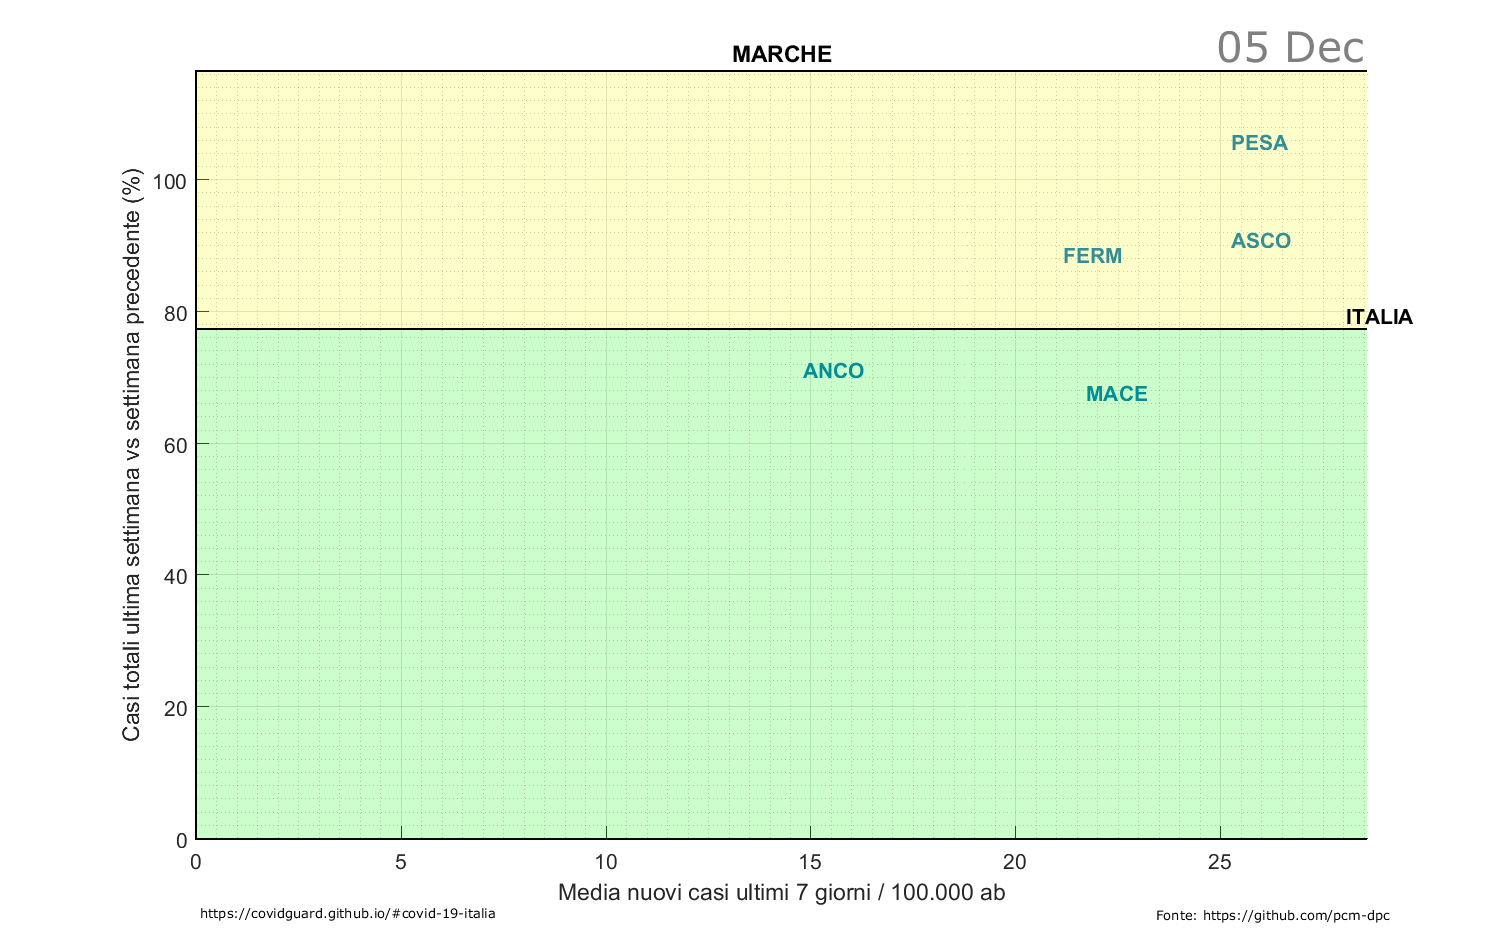 MARCHE
05 Dec
PESA
ASCO
FERM
ITALIA
ANCO
MACE
Casi totali ultima settimana vs settimana precedente (%)
100
80
60
40
20
0
0 5 10 15 20 25
Media nuovi casi ultimi 7 giorni / 100.000 ab
https://covidguard.github.io/#covid-19-italia
Fonte: https://github.com/pcm-dpc